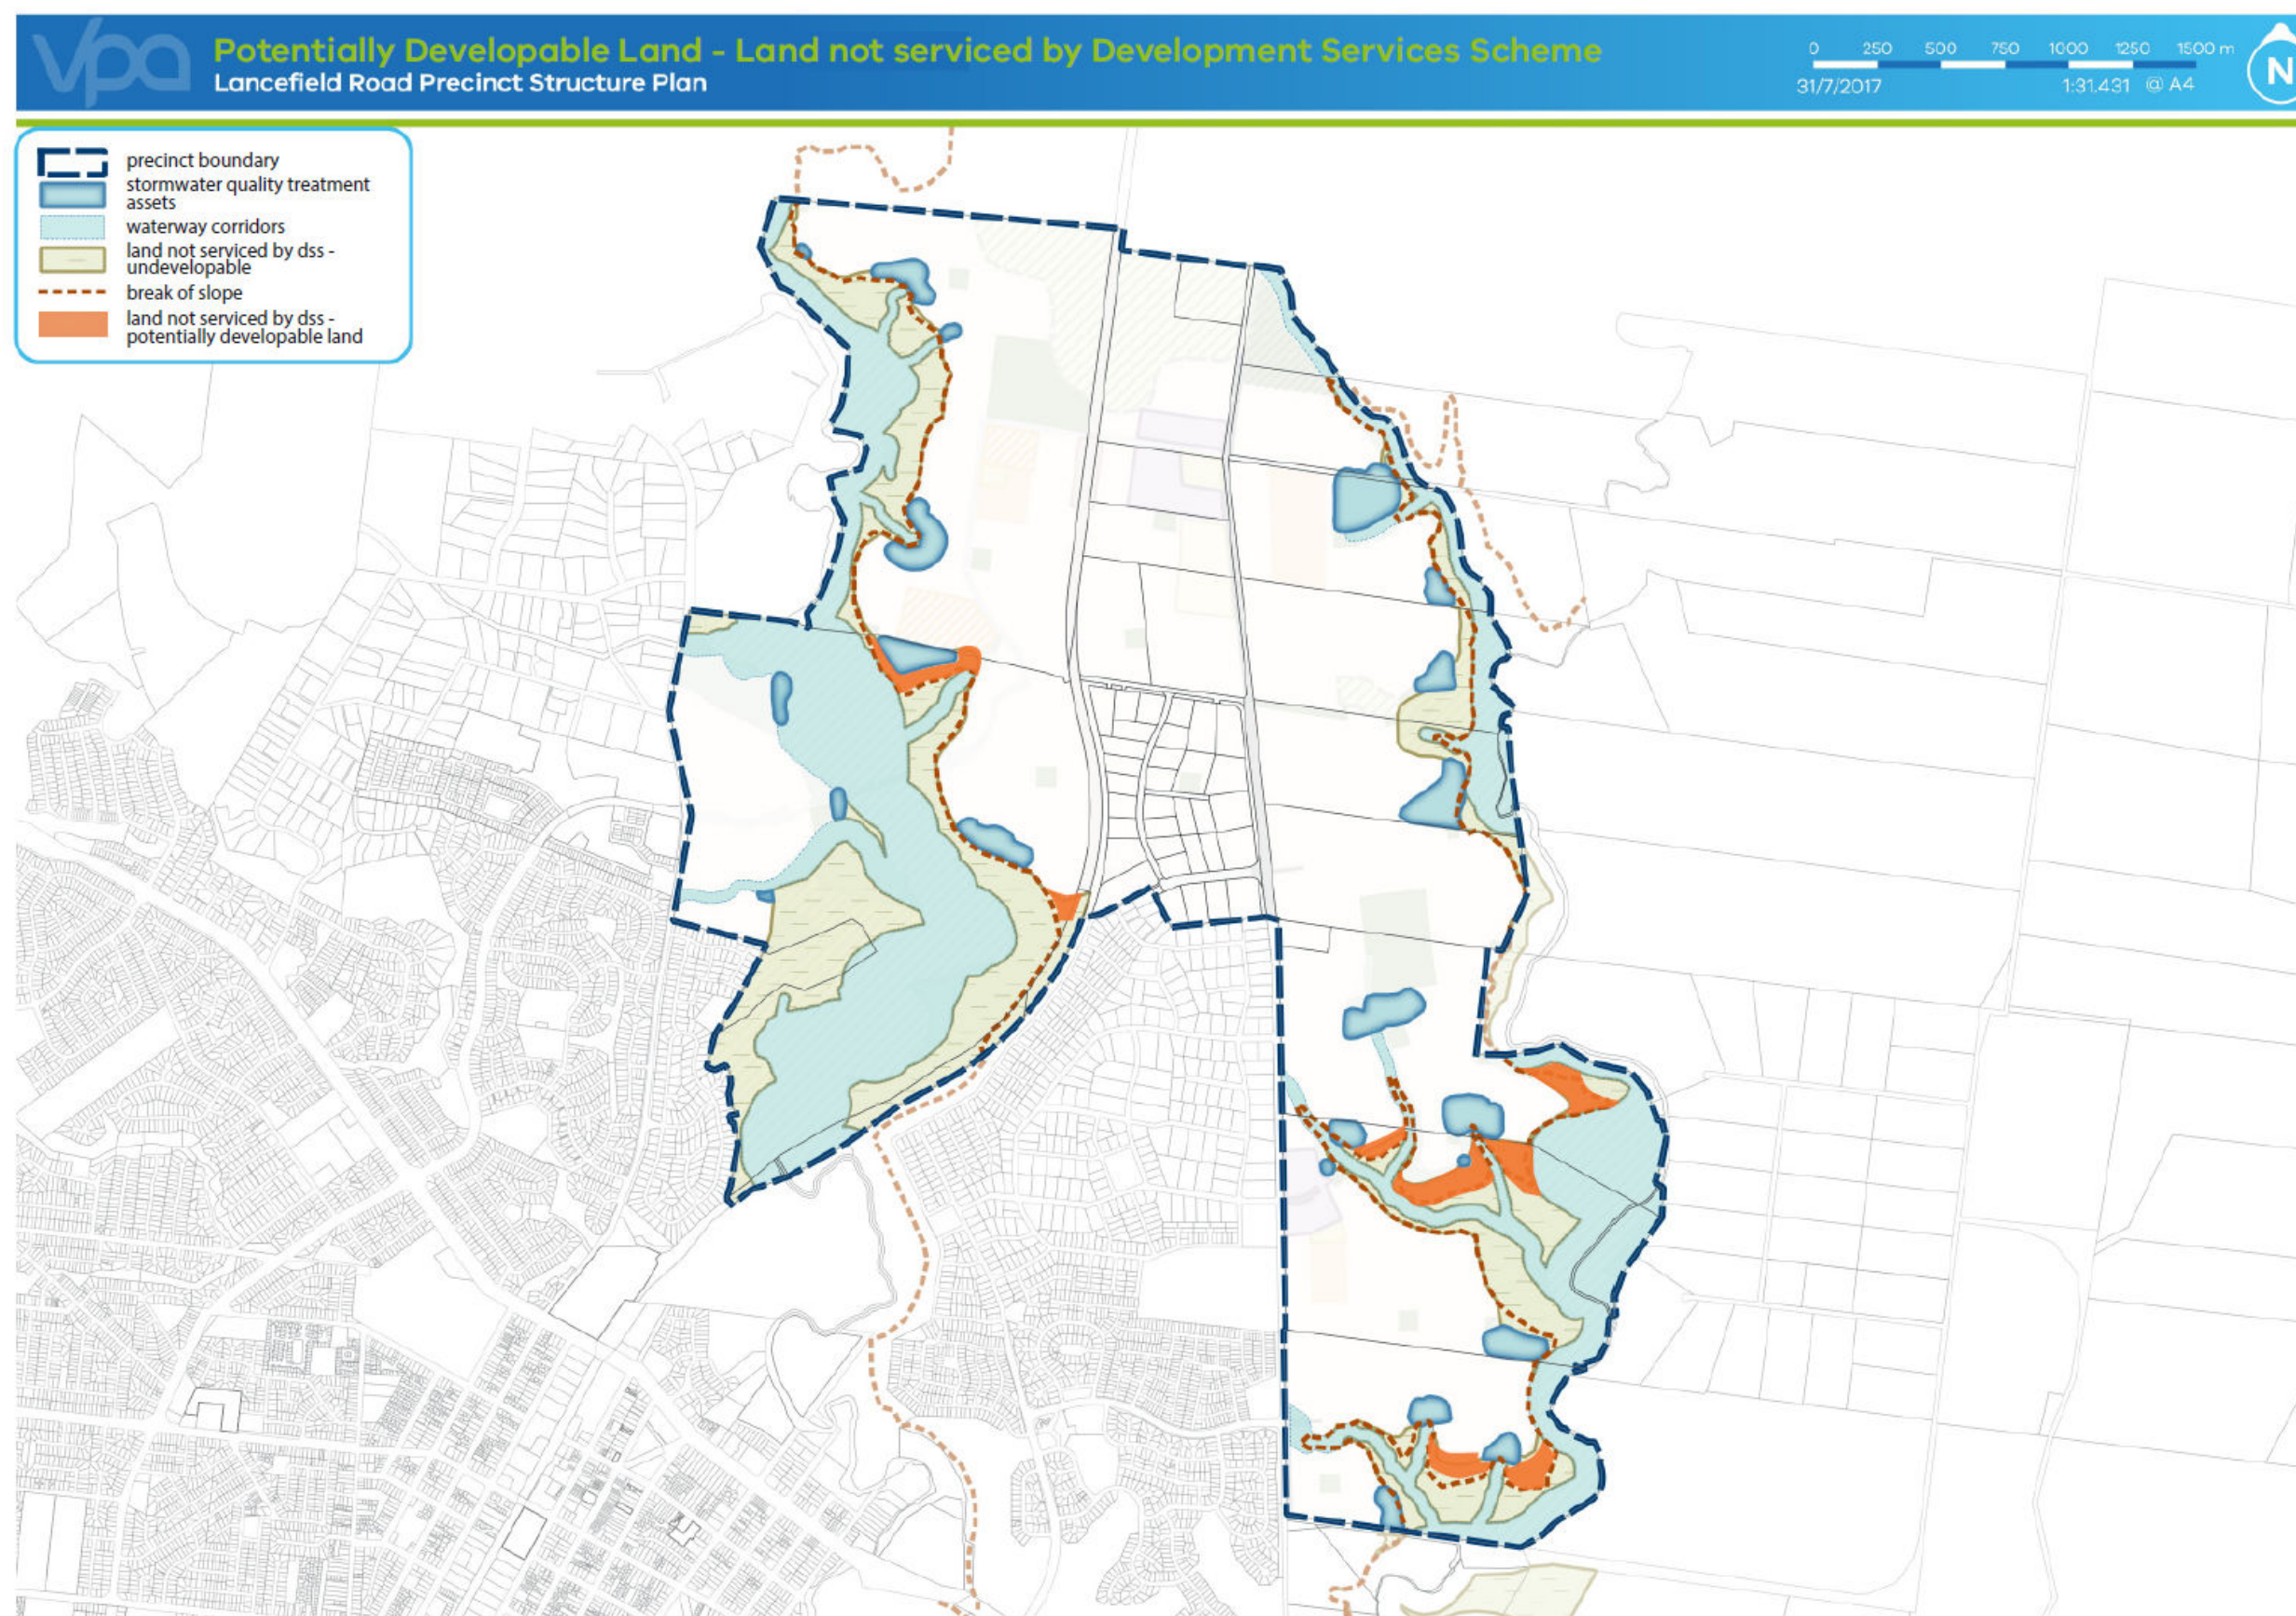 vpa
Potentially Developable Land - Land not serviced by Development Services Scheme
Lancefield Road Precinct Structure Plan
0 250 500 750 1000 1250 1500 m
31/7/2017 1:31.431 @ A4
N
precinct boundary
stormwater quality treatment
assets
waterway corridors
land not serviced by dss -
undevelopable
break of slope
land not serviced by dss -
potentially developable land